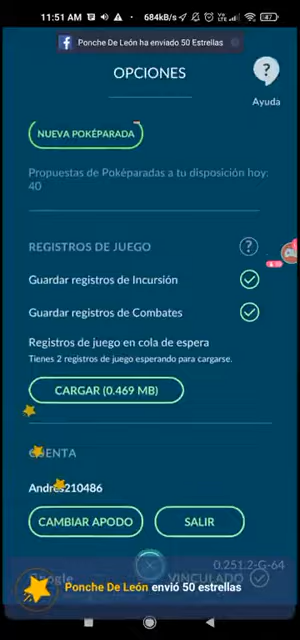 11:51 AM
684kB/s
47
Ponche De León ha enviado 50 Estrellas
OPCIONES
?
Ayuda
NUEVA POKÉPARADA
Propuestas de Poképaradas a tu disposición hoy:
40
REGISTROS DE JUEGO
?
Guardar registros de Incursión
Guardar registros de Combates
Registros de juego en cola de espera
Tienes 2 registros de juego esperando para cargarse.
CARGAR (0.469 MB)
CUENTA
Andres210486
CAMBIAR APODO
SALIR
0.251.2-G-64
Google
VINCULADO
Ponche De León envió 50 estrellas